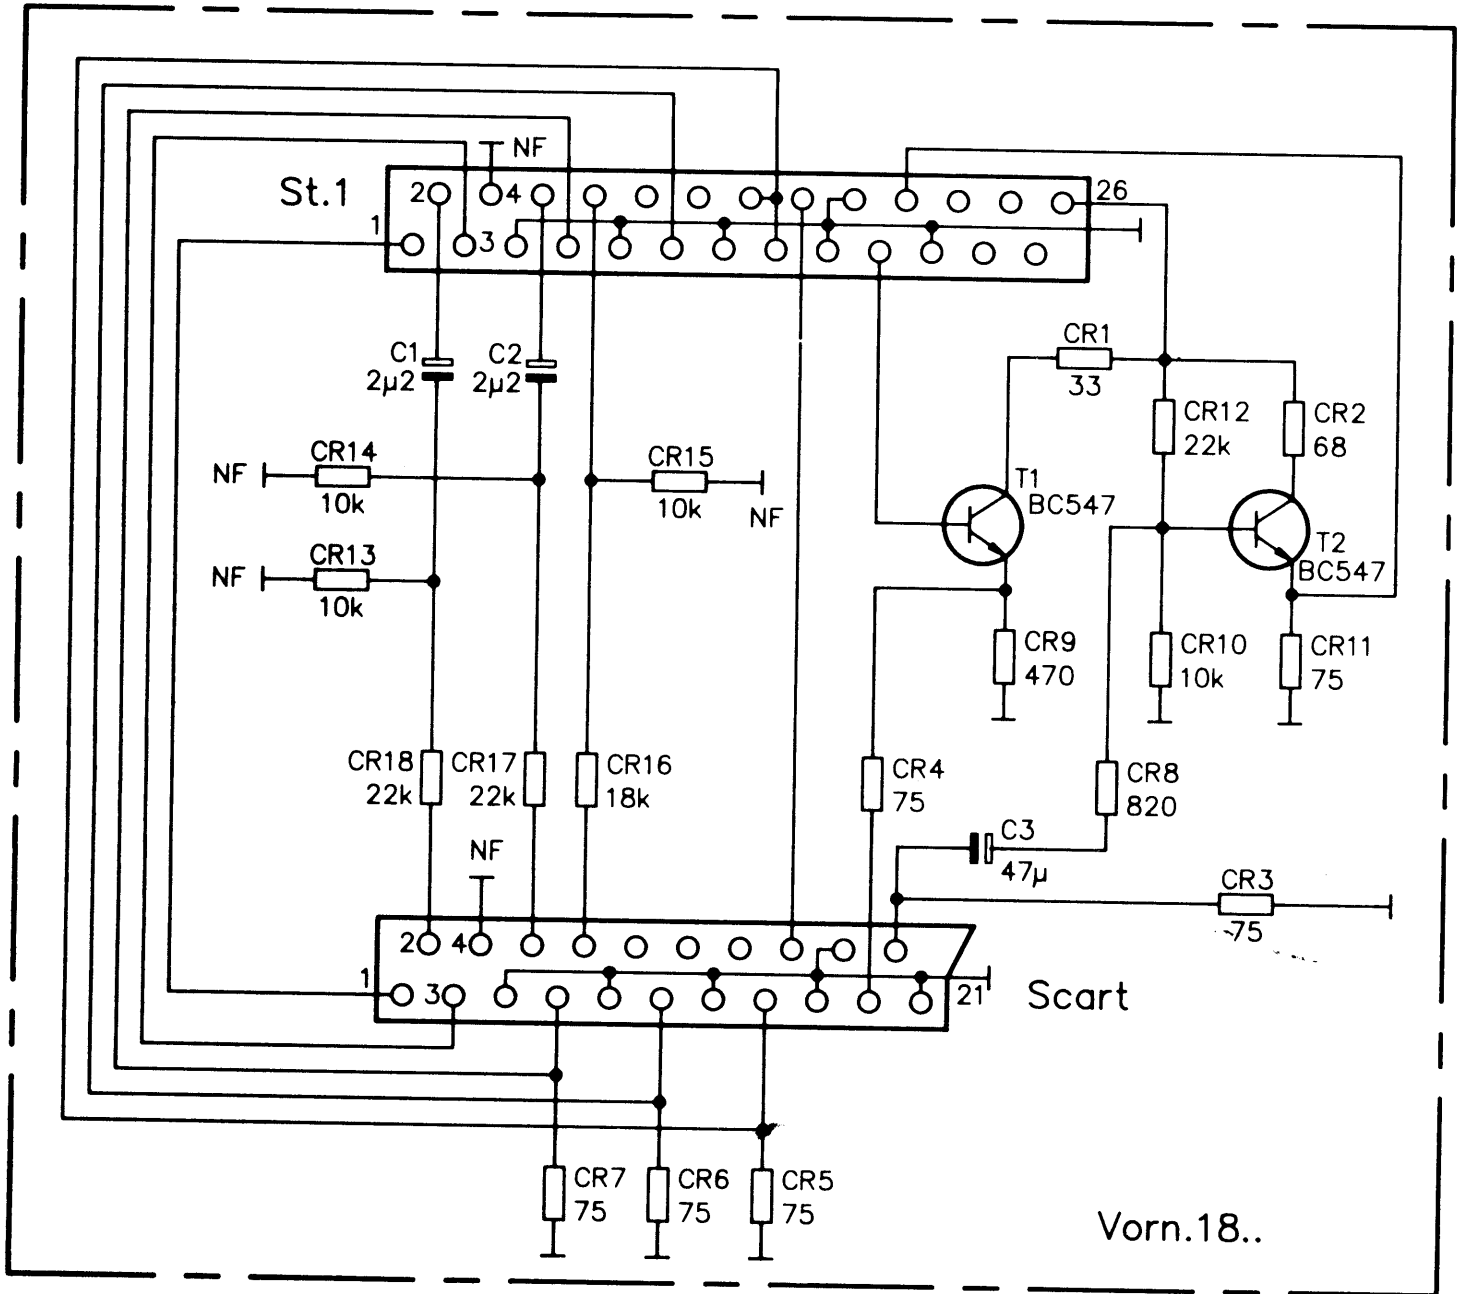 NF
St.1
2
4
26
1
3
CR1
33
C1
2µ2
C2
2µ2
CR12
22k
CR2
68
CR14
NF
10k
CR15
10k
NF
T1
BC547
CR13
NF
10k
T2
BC547
CR9
470
CR10
10k
CR11
75
CR18
22k
CR17
22k
CR16
18k
CR4
75
CR8
820
C3
47µ
NF
CR3
75
2
4
1
3
21
Scart
CR7
75
CR6
75
CR5
75
Vorn.18..